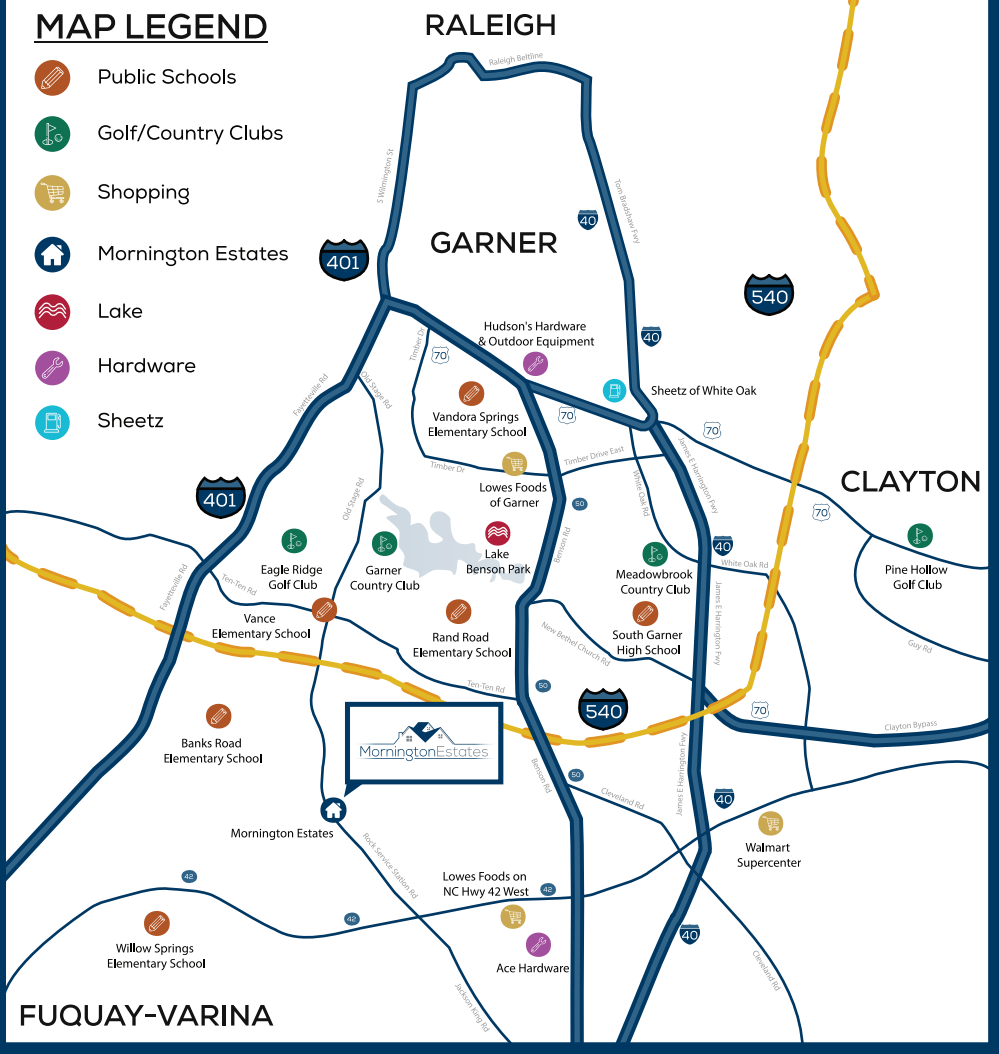 MAP LEGEND
Public Schools
Golf/Country Clubs
Shopping
Mornington Estates
Lake
Hardware
Sheetz
RALEIGH
Raleigh Beltline
S Wilmington St
Tom Bradshaw Fwy
40
GARNER
401
540
40
Hudson's Hardware
& Outdoor Equipment
Timber Dr
70
Old Stage Rd
Fayetteville Rd
Sheetz of White Oak
Vandora Springs
Elementary School
70
70
James E Harrington Fwy
Timber Dr
Timber Drive East
White Oak Rd
CLAYTON
401
Old Stage Rd
Lowes Foods
of Garner
50
70
Benson Rd
Lake
Benson Park
40
White Oak Rd
Eagle Ridge
Golf Club
Garner
Country Club
Meadowbrook
Country Club
Pine Hollow
Golf Club
Ten-Ten Rd
Fayetteville Rd
James E Harrington Fwy
Vance
Elementary School
Rand Road
Elementary School
New Bethel Church Rd
South Garner
High School
Guy Rd
Ten-Ten Rd
50
540
70
Clayton Bypass
MorningtonEstates
Banks Road
Elementary School
Benson Rd
James E Harrington Fwy
50
Cleveland Rd
40
Mornington Estates
Rock Service Station Rd
Walmart
Supercenter
42
Lowes Foods on
NC Hwy 42 West
42
42
40
Willow Springs
Elementary School
Ace Hardware
Cleveland Rd
Jackson King Rd
FUQUAY-VARINA